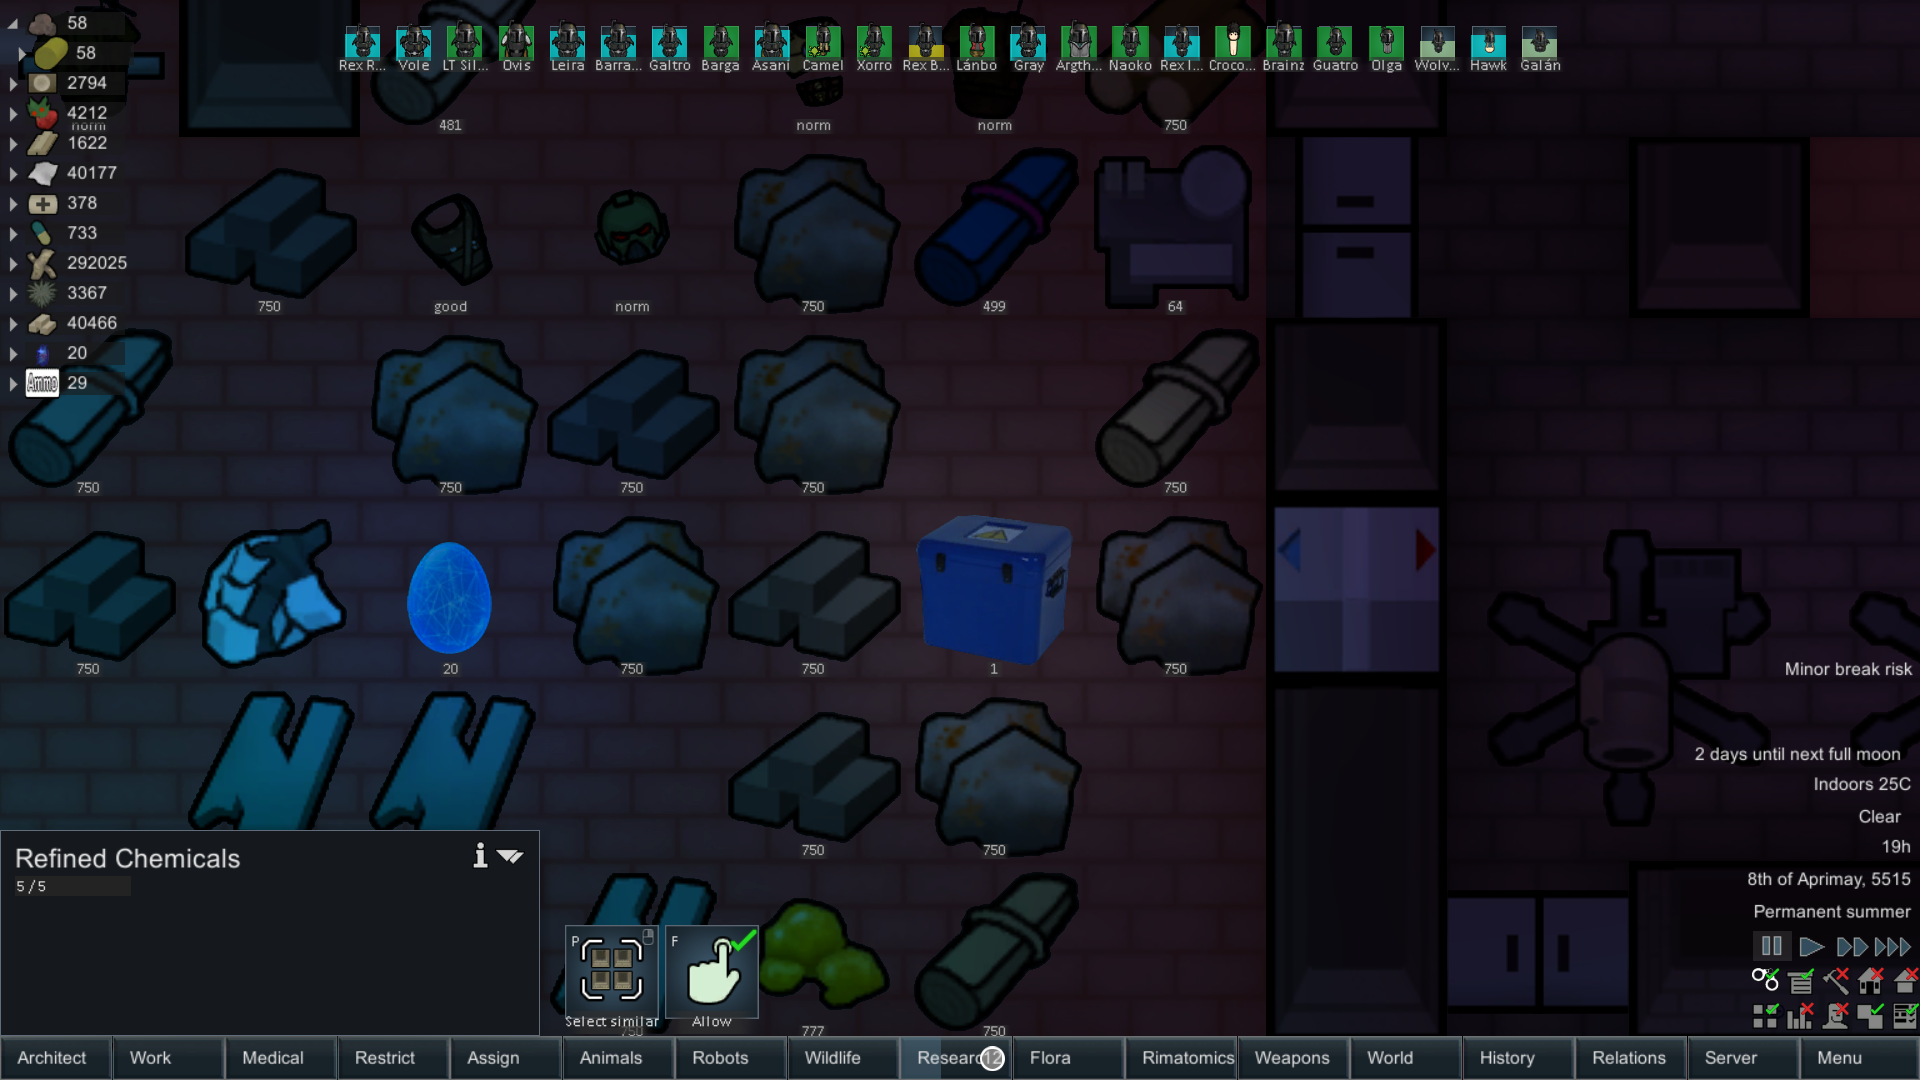 58
58
2794
4212
norm
1622
40177
378
733
292025
3367
40466
20
Ammo 29
Rex R... Vole LT Sil... Ovis Leira Barra... Galtro Barga Asani Camel Xorro Rex B... Lánbo Gray Argth... Naoko Rex I... Croco... Brainz Guatro Olga Wolv... Hawk Galán
481 norm norm 750
750 good norm 750 499 64
750 750 750 750 750
750 20 750 750 1 750
750 750
750 777 750
Minor break risk
2 days until next full moon
Indoors 25C
Clear
19h
8th of Aprimay, 5515
Permanent summer
Refined Chemicals
5 / 5
P
Select similar
F
Allow
Architect Work Medical Restrict Assign Animals Robots Wildlife Researc 12 Flora Rimatomics Weapons World History Relations Server Menu